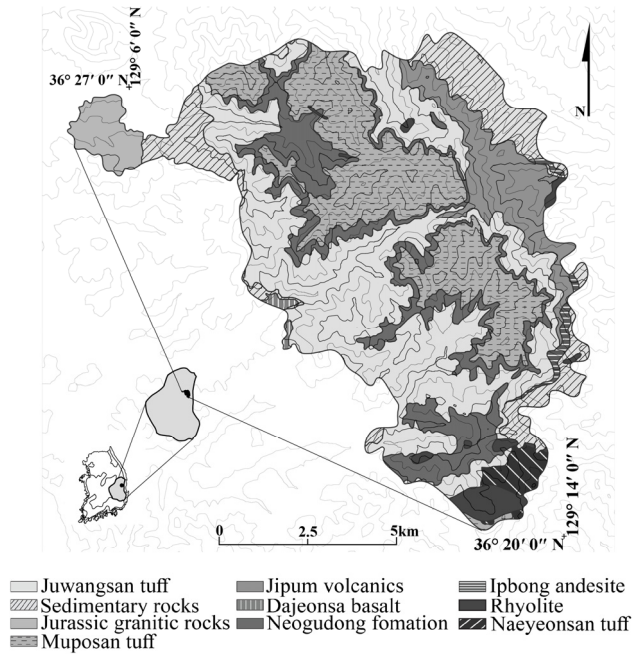 129° 6′ 0″ N
36° 27′ 0″ N
N
0 2.5 5km
129° 14′ 0″ N
36° 20′ 0″ N
Juwangsan tuff
Jipum volcanics
Ipbong andesite
Sedimentary rocks
Dajeonsa basalt
Rhyolite
Jurassic granitic rocks
Neogudong fomation
Naeyeonsan tuff
Muposan tuff